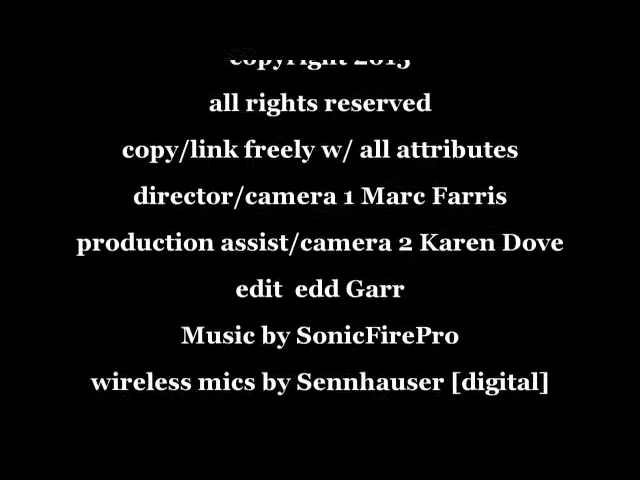 copyright 2015
all rights reserved
copy/link freely w/ all attributes
director/camera 1 Marc Farris
production assist/camera 2 Karen Dove
edit  edd Garr
Music by SonicFirePro
wireless mics by Sennhauser [digital]